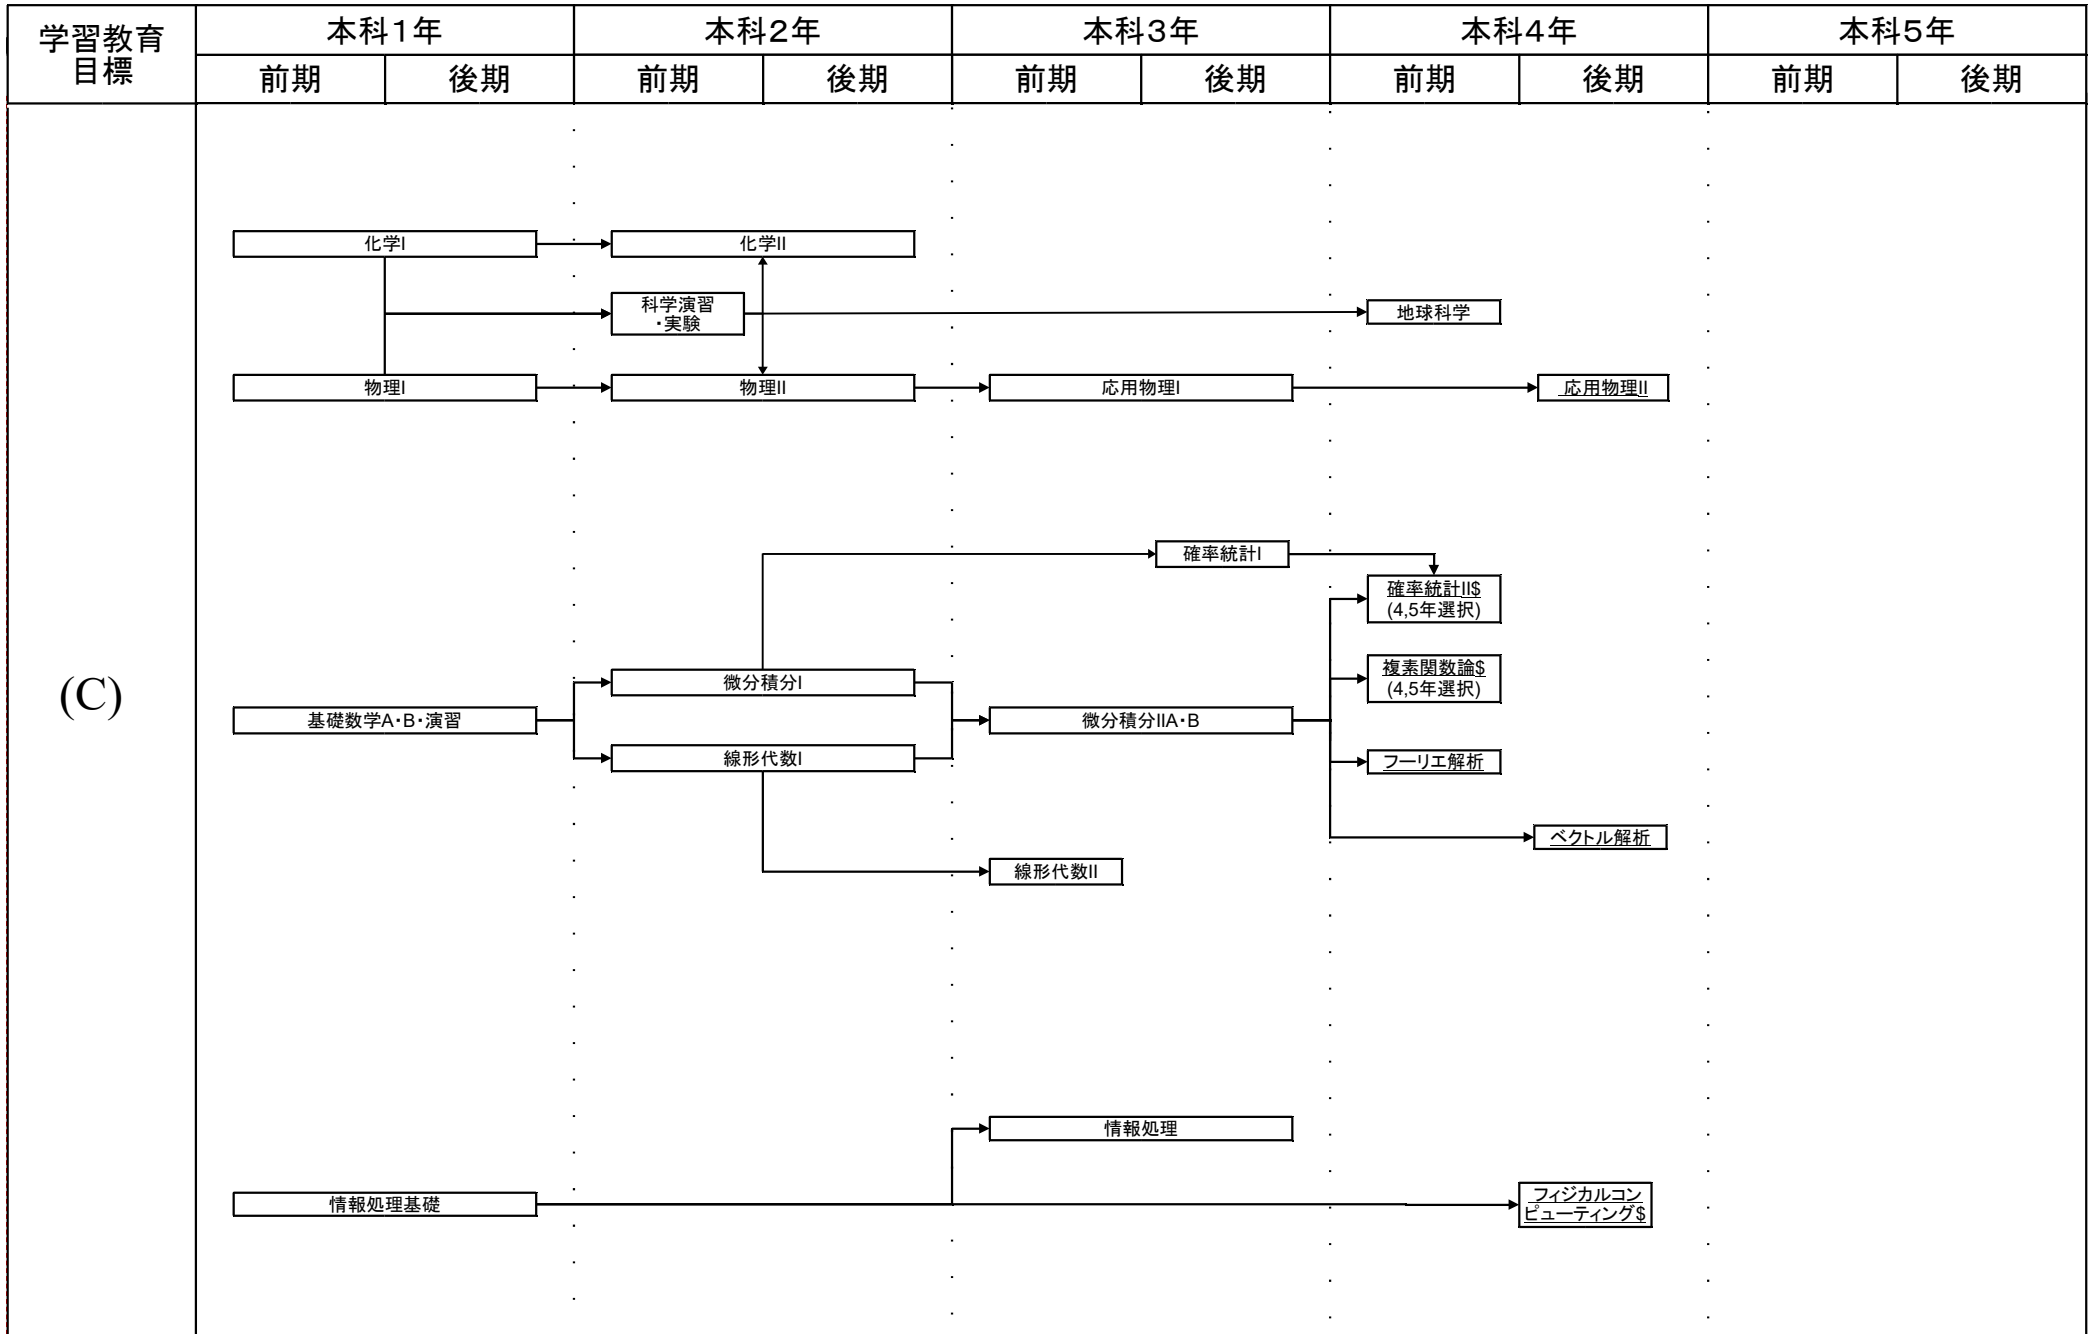 学習教育
目標
本科1年
本科2年
本科3年
本科4年
本科5年
前期
後期
前期
後期
前期
後期
前期
後期
前期
後期
(C)
化学I
化学II
科学演習
・実験
地球科学
物理I
物理II
応用物理I
応用物理II
確率統計I
確率統計II$
(4,5年選択)
複素関数論$
(4,5年選択)
微分積分I
基礎数学A・B・演習
微分積分IIA・B
線形代数I
フーリエ解析
ベクトル解析
線形代数II
情報処理
情報処理基礎
フィジカルコン
ピューティング$